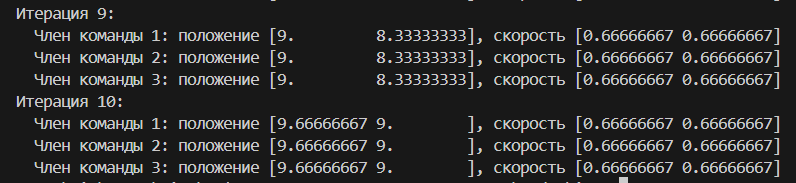 Итерация 9:
  Член команды 1: положение [9.         8.33333333], скорость [0.66666667 0.66666667]
  Член команды 2: положение [9.         8.33333333], скорость [0.66666667 0.66666667]
  Член команды 3: положение [9.         8.33333333], скорость [0.66666667 0.66666667]
Итерация 10:
  Член команды 1: положение [9.66666667 9.        ], скорость [0.66666667 0.66666667]
  Член команды 2: положение [9.66666667 9.        ], скорость [0.66666667 0.66666667]
  Член команды 3: положение [9.66666667 9.        ], скорость [0.66666667 0.66666667]